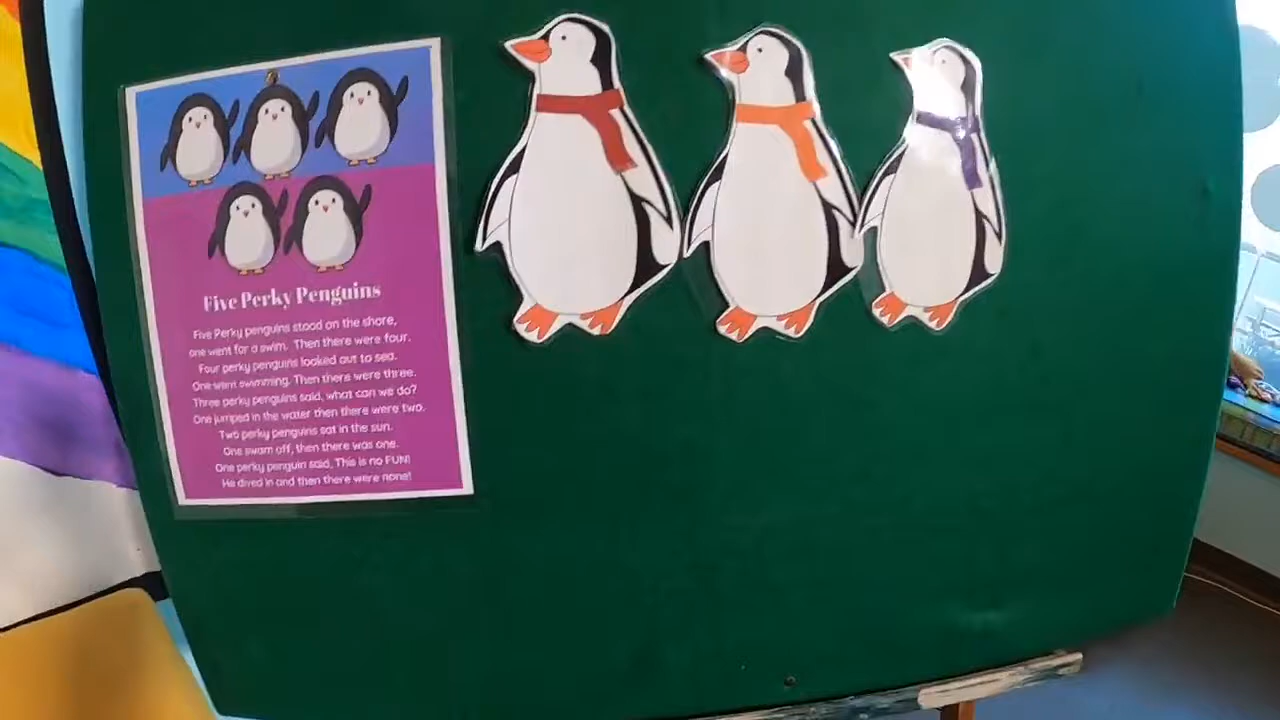 Five Perky Penguins
Five Perky penguins stood on the shore,
one went for a swim. Then there were four.
Four perky penguins looked out to sea.
One went swimming. Then there were three.
Three perky penguins said, what can we do?
One jumped in the water then there were two.
Two perky penguins sat in the sun.
One swam off, then there was one.
One perky penguin said, This is no FUN!
He dived in and then there were none!